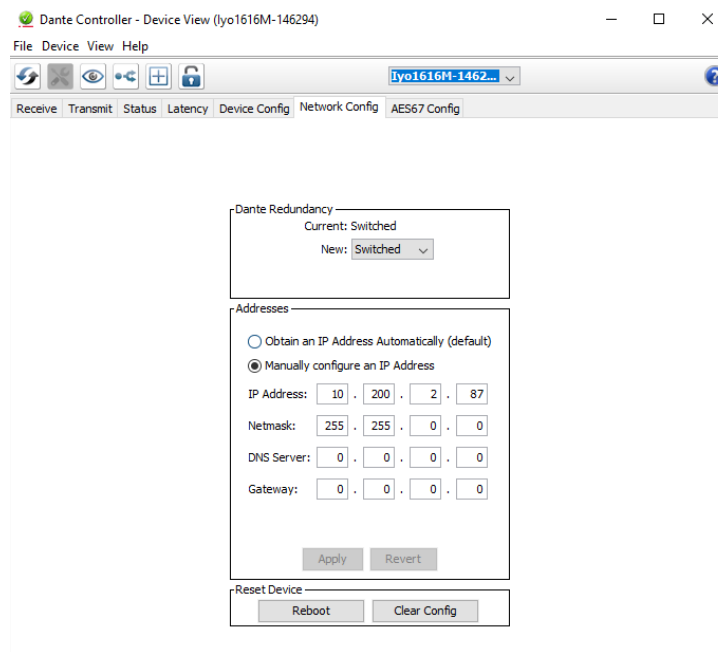 Dante Controller - Device View (Iyo1616M-146294)
File Device View Help
Iyo1616M-1462...
?
Receive Transmit Status Latency Device Config Network Config AES67 Config
Dante Redundancy
Current: Switched
New: Switched
Addresses
Obtain an IP Address Automatically (default)
Manually configure an IP Address
IP Address: 10 . 200 . 2 . 87
Netmask: 255 . 255 . 0 . 0
DNS Server: 0 . 0 . 0 . 0
Gateway: 0 . 0 . 0 . 0
Apply Revert
Reset Device
Reboot Clear Config